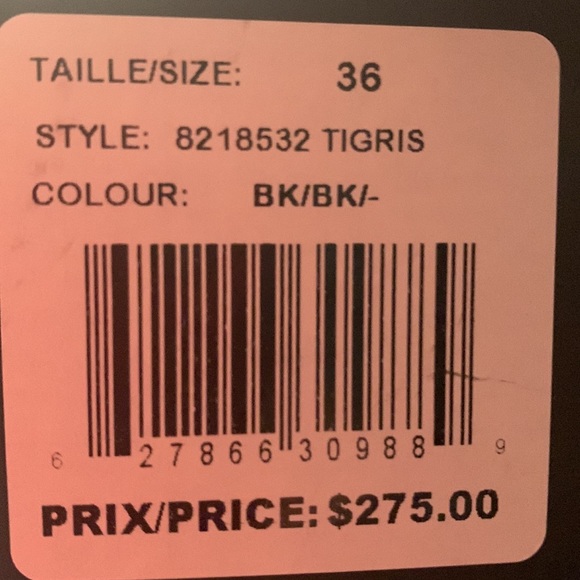 TAILLE/SIZE: 36
STYLE: 8218532 TIGRIS
COLOUR: BK/BK/-
6 27866 30988 9
PRIX/PRICE: $275.00